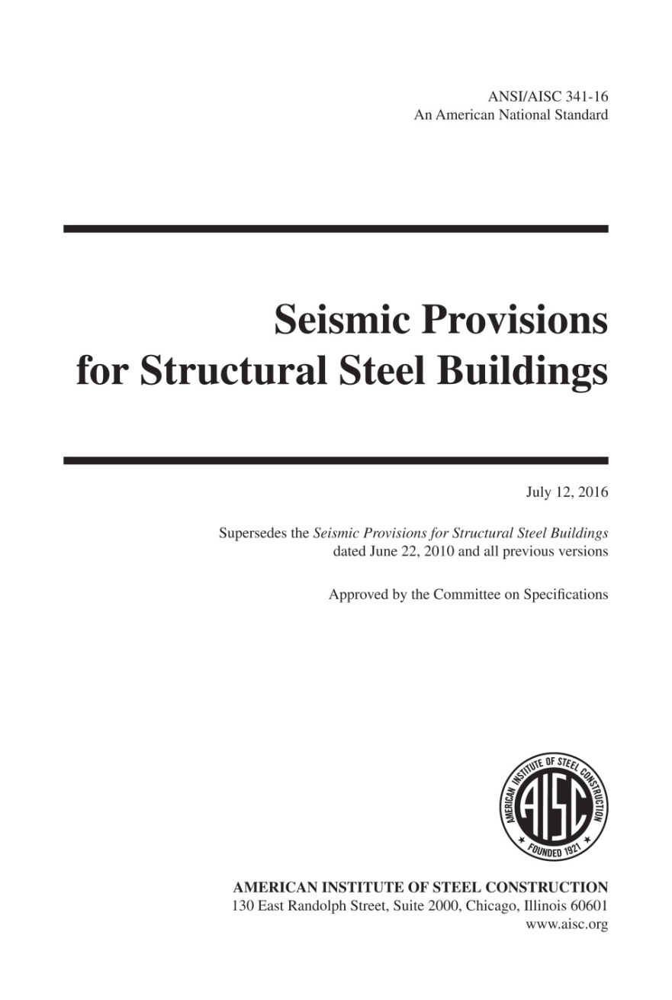 ANSI/AISC 341-16
An American National Standard
Seismic Provisions
for Structural Steel Buildings
July 12, 2016
Supersedes the Seismic Provisions for Structural Steel Buildings
dated June 22, 2010 and all previous versions
Approved by the Committee on Specifications
AMERICAN INSTITUTE OF STEEL CONSTRUCTION
AISC
★ FOUNDED 1921 ★
AMERICAN INSTITUTE OF STEEL CONSTRUCTION
130 East Randolph Street, Suite 2000, Chicago, Illinois 60601
www.aisc.org